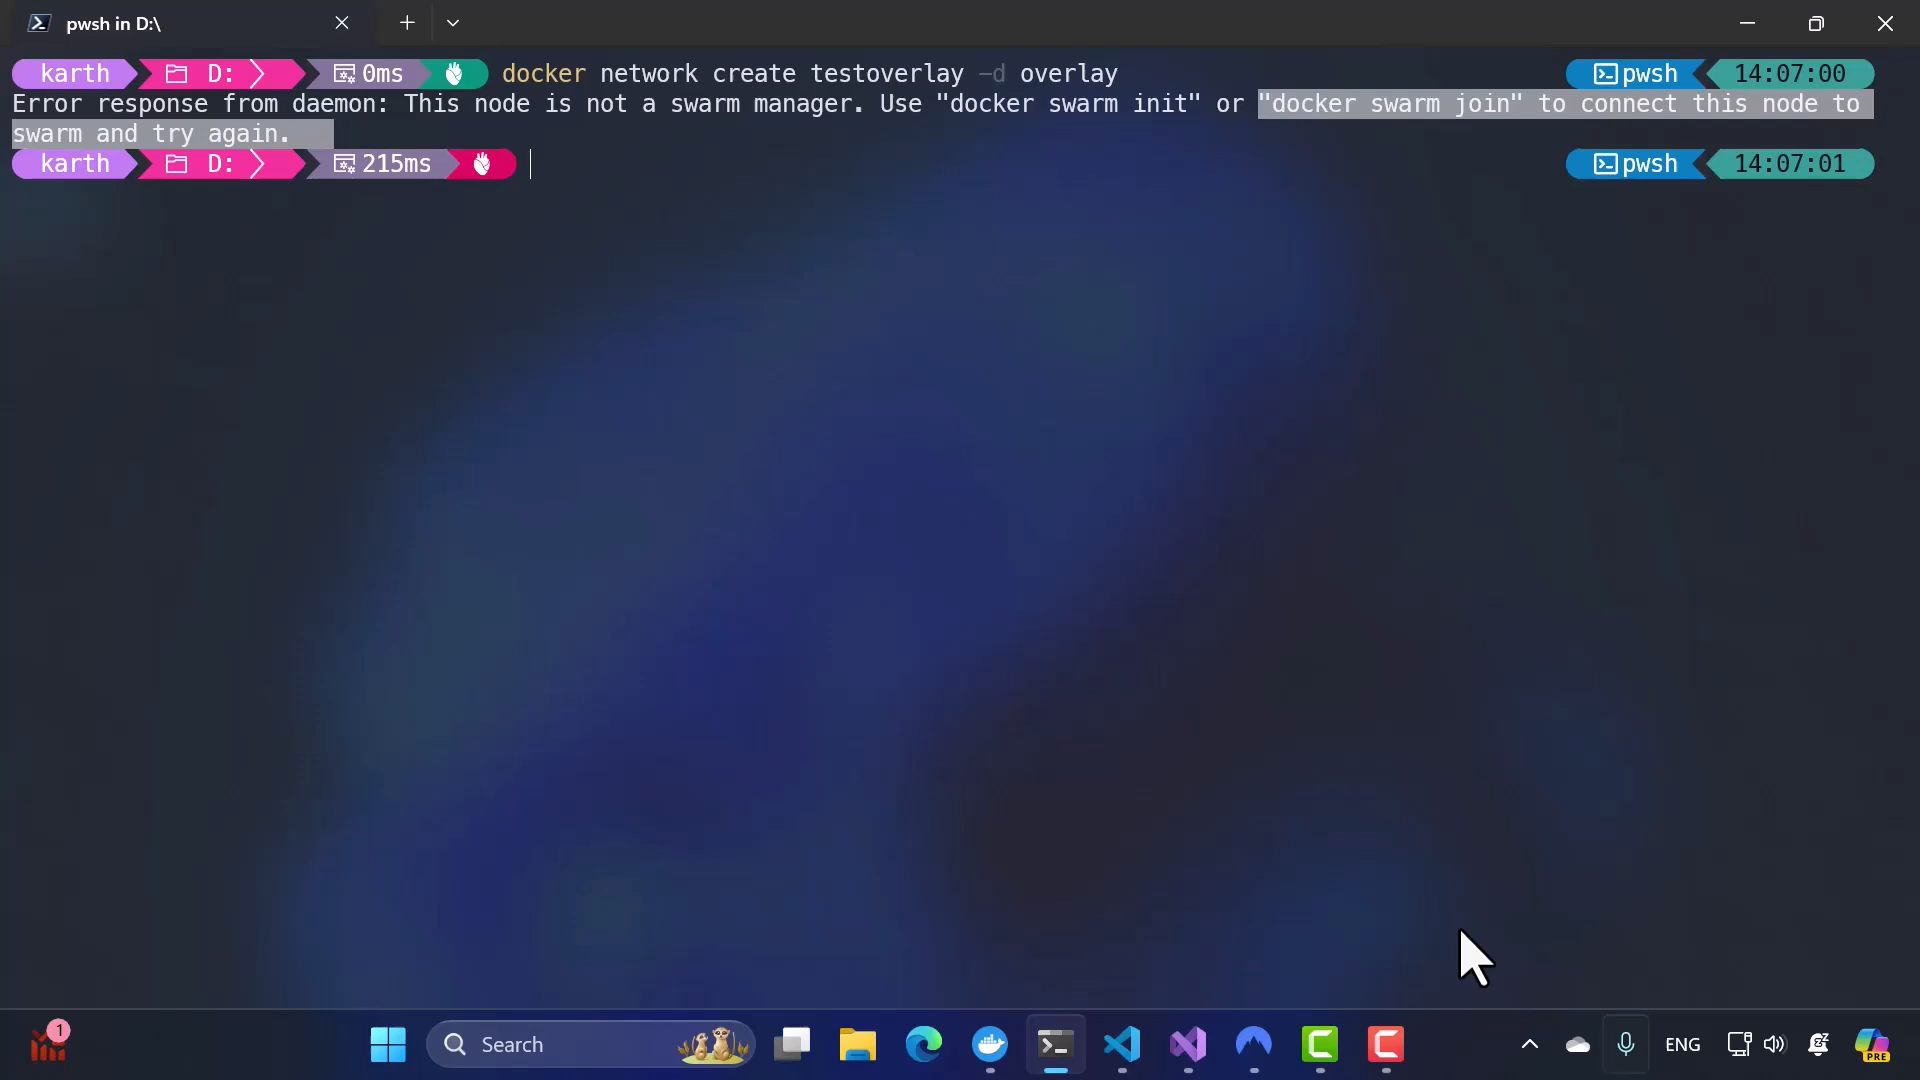 pwsh in D:\
karth D: 0ms docker network create testoverlay -d overlay pwsh 14:07:00
Error response from daemon: This node is not a swarm manager. Use "docker swarm init" or "docker swarm join" to connect this node to
swarm and try again.
karth D: 215ms pwsh 14:07:01
1
Search
ENG
PRE